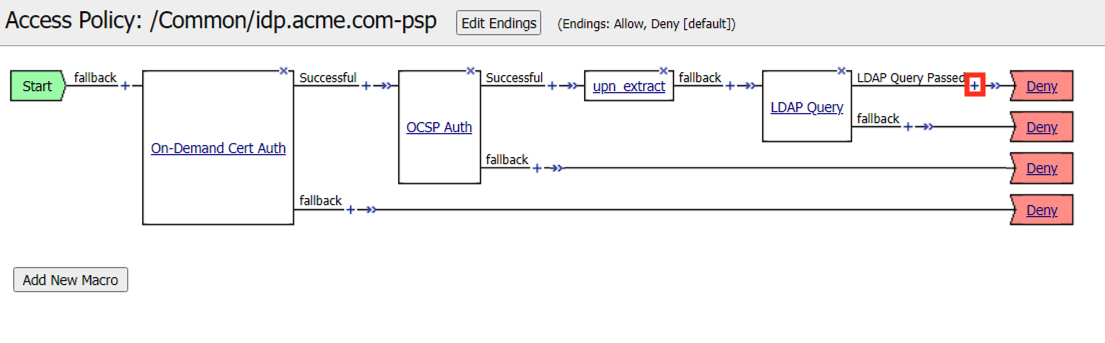 Access Policy: /Common/idp.acme.com-psp Edit Endings (Endings: Allow, Deny [default])
Start fallback + Successful + Successful + upn_extract fallback + LDAP Query Passed + Deny
LDAP Query
fallback + Deny
OCSP Auth
On-Demand Cert Auth
fallback + Deny
fallback + Deny
Add New Macro